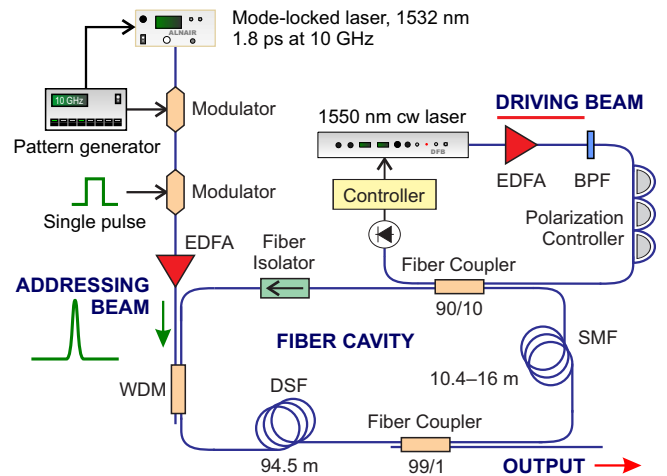 Mode-locked laser, 1532 nm
1.8 ps at 10 GHz
ALNAIR
10 GHz
Pattern generator
Modulator
Single pulse
Modulator
EDFA
ADDRESSING
BEAM
WDM
1550 nm cw laser
DFB
DRIVING BEAM
EDFA
BPF
Controller
Polarization
Controller
Fiber
Isolator
Fiber Coupler
90/10
FIBER CAVITY
SMF
10.4–16 m
DSF
94.5 m
Fiber Coupler
99/1
OUTPUT